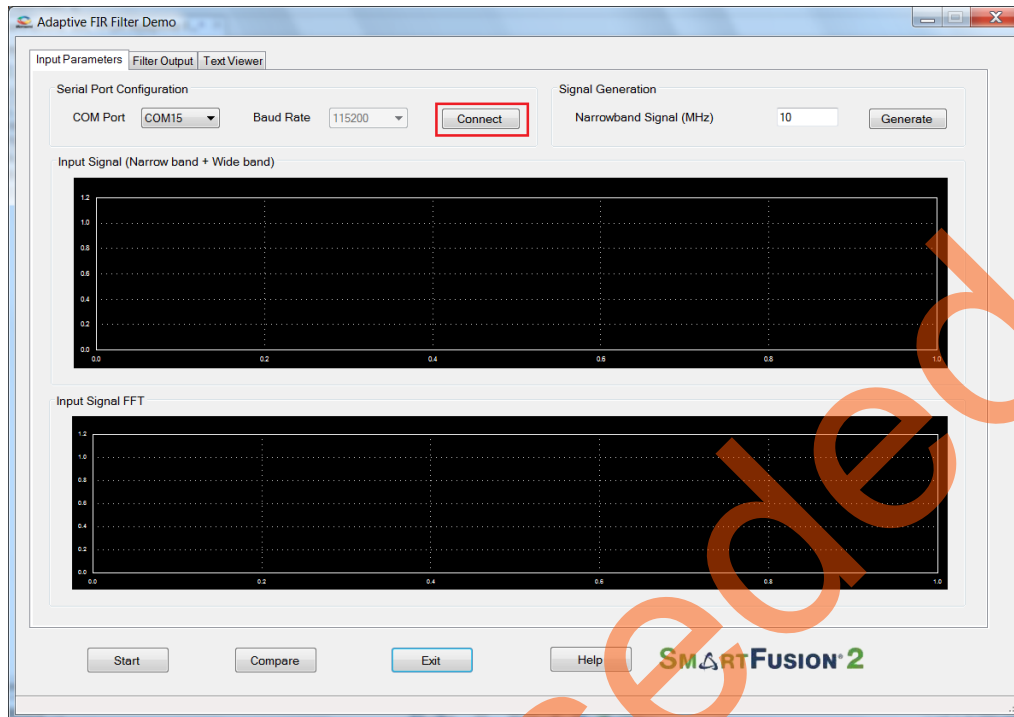 Adaptive FIR Filter Demo
Input Parameters Filter Output Text Viewer
Serial Port Configuration
COM Port COM15 Baud Rate 115200 Connect
Signal Generation
Narrowband Signal (MHz) 10 Generate
Input Signal (Narrow band + Wide band)
1.2
1.0
0.8
0.6
0.4
0.2
0.0
0.0 0.2 0.4 0.6 0.8 1.0
Input Signal FFT
1.2
1.0
0.8
0.6
0.4
0.2
0.0
0.0 0.2 0.4 0.6 0.8 1.0
Start Compare Exit Help SMARTFUSION® 2